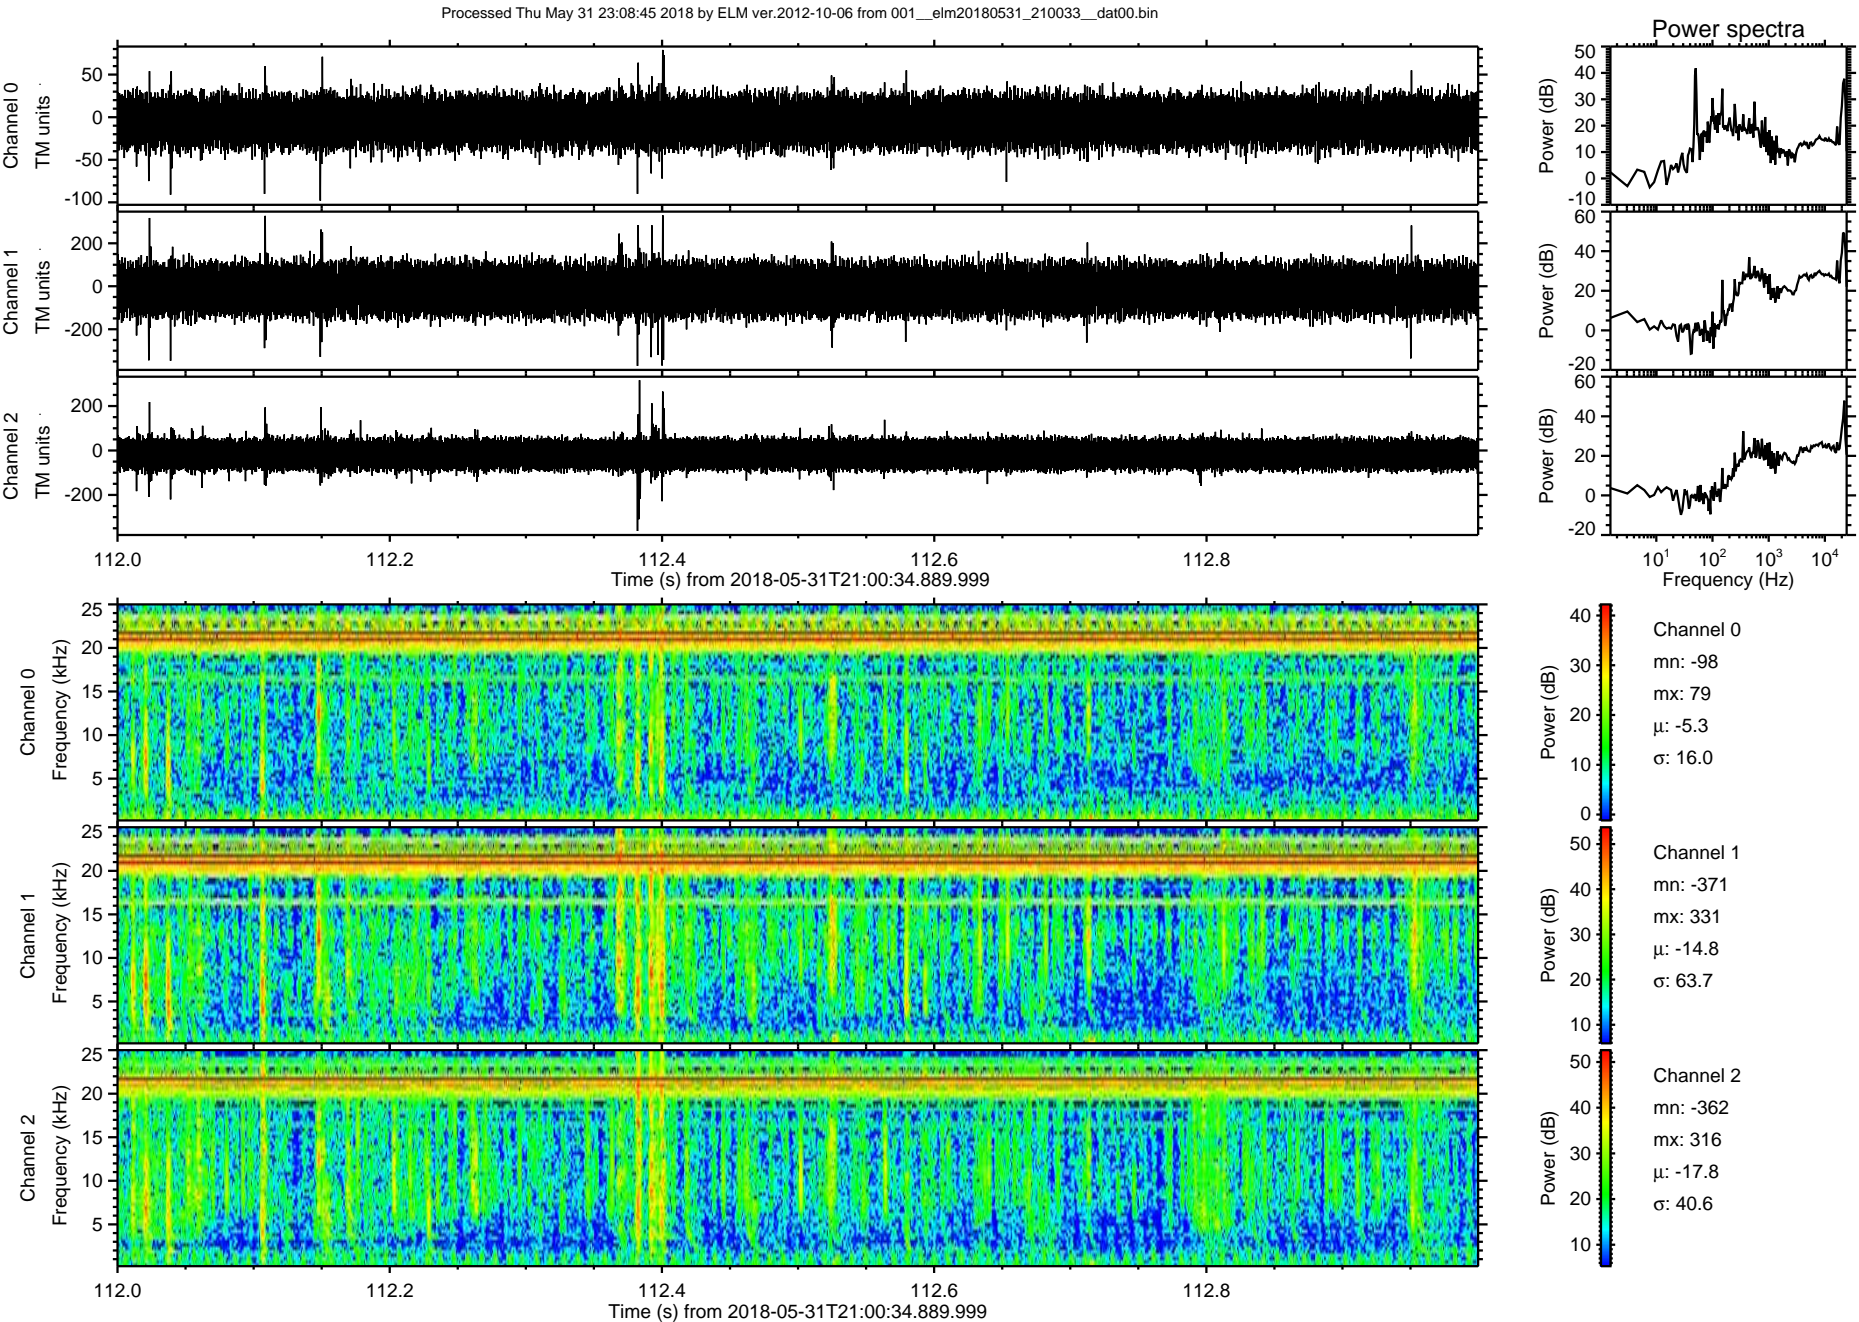 Processed Thu May 31 23:08:45 2018 by ELM ver.2012-10-06 from 001__elm20180531_210033__dat00.bin
Power spectra
Channel 0
TM units
50
0
-50
-100
Power (dB)
50
40
30
20
10
0
-10
Channel 1
TM units
200
0
-200
Power (dB)
60
40
20
0
-20
Channel 2
TM units
200
0
-200
Power (dB)
60
40
20
0
-20
112.0 112.2 112.4 112.6 112.8
Time (s) from 2018-05-31T21:00:34.889.999
10^1 10^2 10^3 10^4
Frequency (Hz)
Channel 0
Frequency (kHz)
25
20
15
10
5
Power (dB)
40
30
20
10
0
Channel 0
mn: -98
mx: 79
μ: -5.3
σ: 16.0
Channel 1
Frequency (kHz)
25
20
15
10
5
Power (dB)
50
40
30
20
10
Channel 1
mn: -371
mx: 331
μ: -14.8
σ: 63.7
Channel 2
Frequency (kHz)
25
20
15
10
5
Power (dB)
50
40
30
20
10
Channel 2
mn: -362
mx: 316
μ: -17.8
σ: 40.6
112.0 112.2 112.4 112.6 112.8
Time (s) from 2018-05-31T21:00:34.889.999